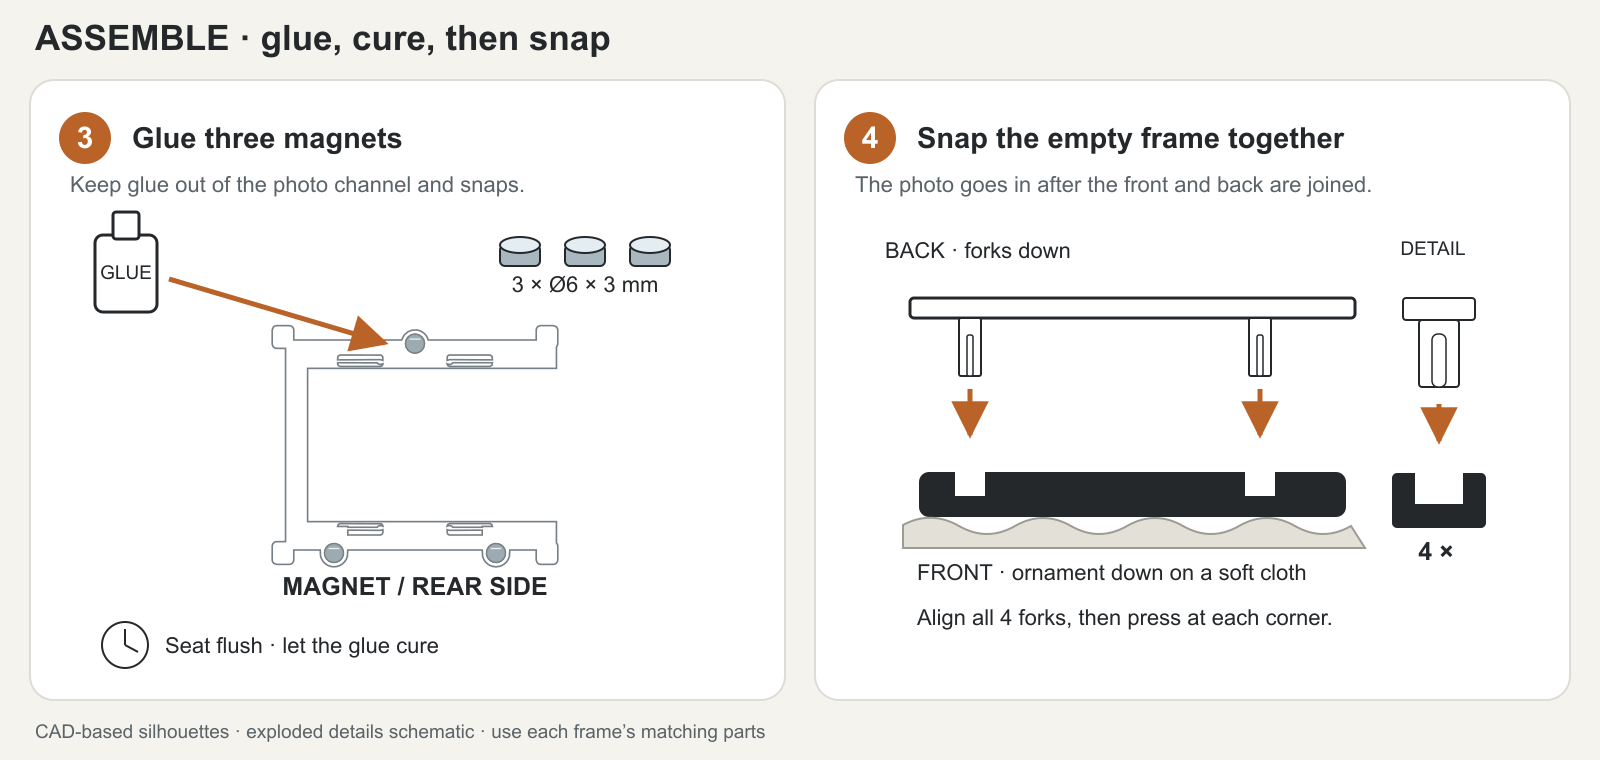 ASSEMBLE · glue, cure, then snap
3
Glue three magnets
Keep glue out of the photo channel and snaps.
GLUE
3 × Ø6 × 3 mm
MAGNET / REAR SIDE
Seat flush · let the glue cure
4
Snap the empty frame together
The photo goes in after the front and back are joined.
BACK · forks down
DETAIL
4 ×
FRONT · ornament down on a soft cloth
Align all 4 forks, then press at each corner.
CAD-based silhouettes · exploded details schematic · use each frame’s matching parts